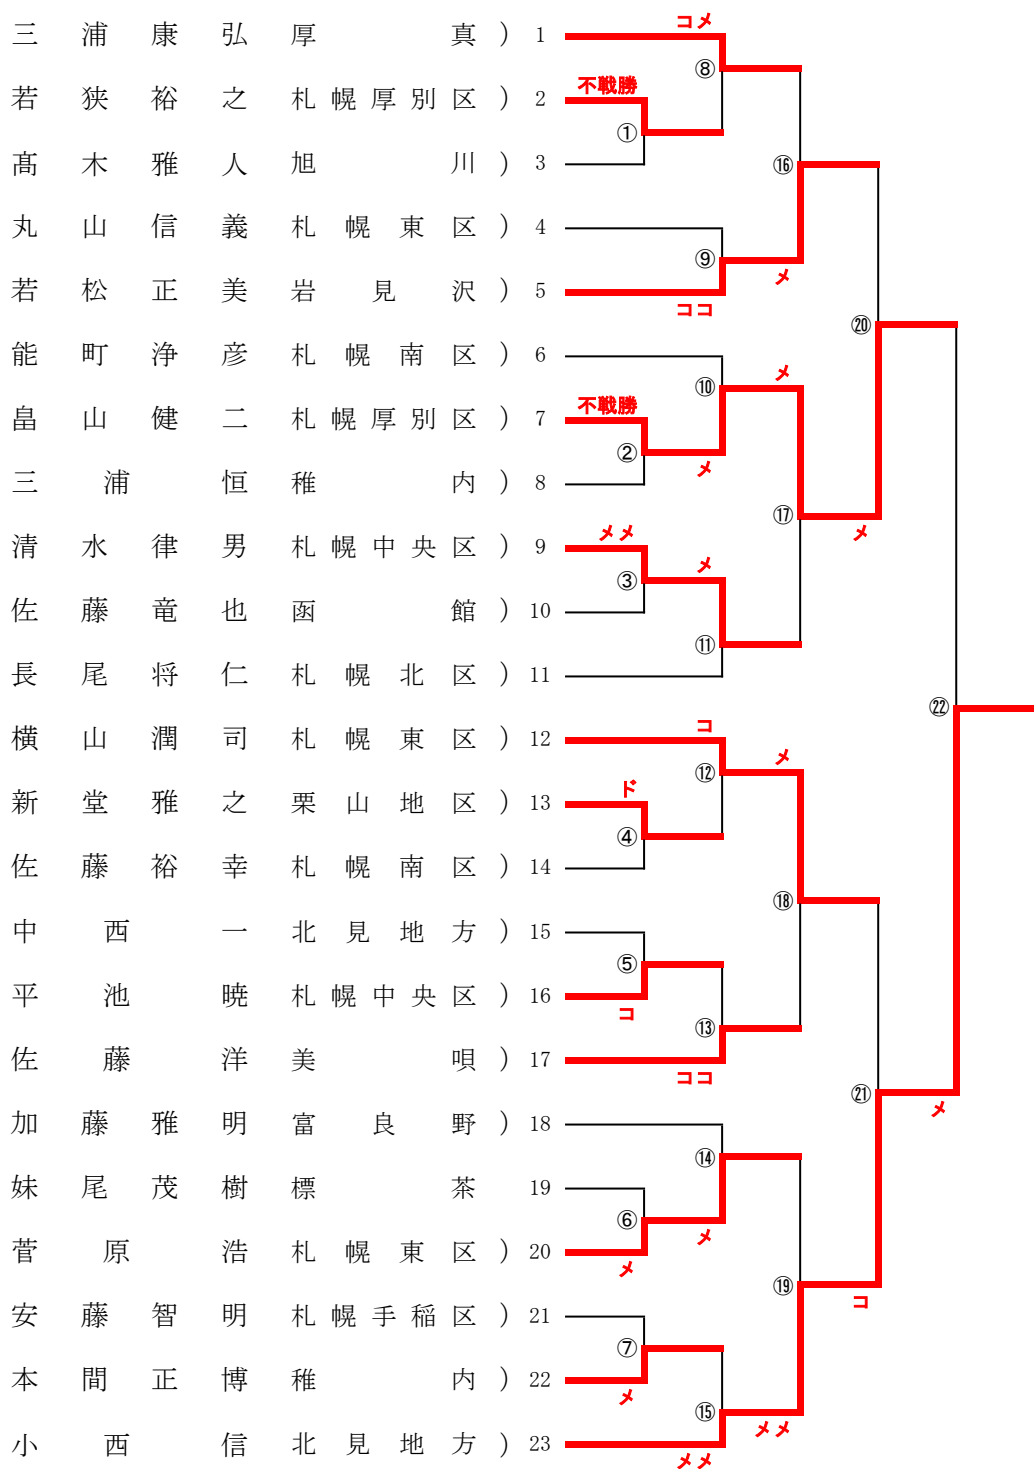 コメ
三浦康弘 厚真 ) 1
⑧
不戦勝
若狭裕之 札幌厚別区 ) 2
①
髙木雅人 旭川 ) 3
⑯
丸山信義 札幌東区 ) 4
⑨
メ
若松正美 岩見沢 ) 5
ココ
⑳
能町浄彦 札幌南区 ) 6
メ
⑩
不戦勝
畠山健二 札幌厚別区 ) 7
②
メ
三浦恒 稚内 ) 8
⑰
メ
メメ
清水律男 札幌中央区 ) 9
メ
③
佐藤竜也 函館 ) 10
⑪
長尾将仁 札幌北区 ) 11
㉒
コ
横山潤司 札幌東区 ) 12
メ
⑫
ド
新堂雅之 栗山地区 ) 13
④
佐藤裕幸 札幌南区 ) 14
⑱
中西一 北見地方 ) 15
⑤
平池暁 札幌中央区 ) 16
コ
⑬
佐藤洋 美唄 ) 17
ココ
㉑
メ
加藤雅明 富良野 ) 18
⑭
妹尾茂樹 標茶 19
⑥
メ
菅原浩 札幌東区 ) 20
メ
⑲
コ
安藤智明 札幌手稲区 ) 21
⑦
本間正博 稚内 ) 22
メ
⑮
メメ
小西信 北見地方 ) 23
メメ